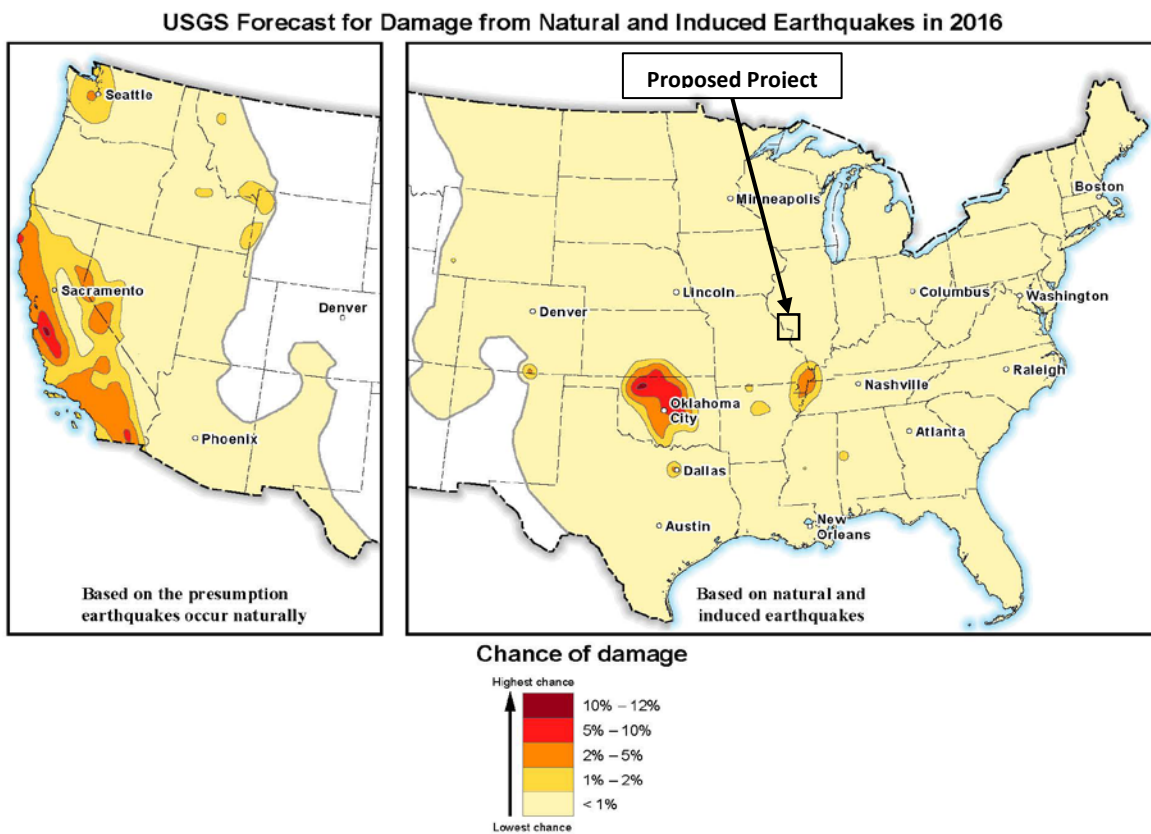 USGS Forecast for Damage from Natural and Induced Earthquakes in 2016
Seattle
Sacramento
Denver
Phoenix
Based on the presumption
earthquakes occur naturally
Proposed Project
Minneapolis
Boston
Lincoln
Columbus
Washington
Denver
Raleigh
Nashville
Oklahoma
City
Atlanta
Dallas
Austin
New
Orleans
Based on natural and
induced earthquakes
Chance of damage
Highest chance
10% – 12%
5% – 10%
2% – 5%
1% – 2%
< 1%
Lowest chance